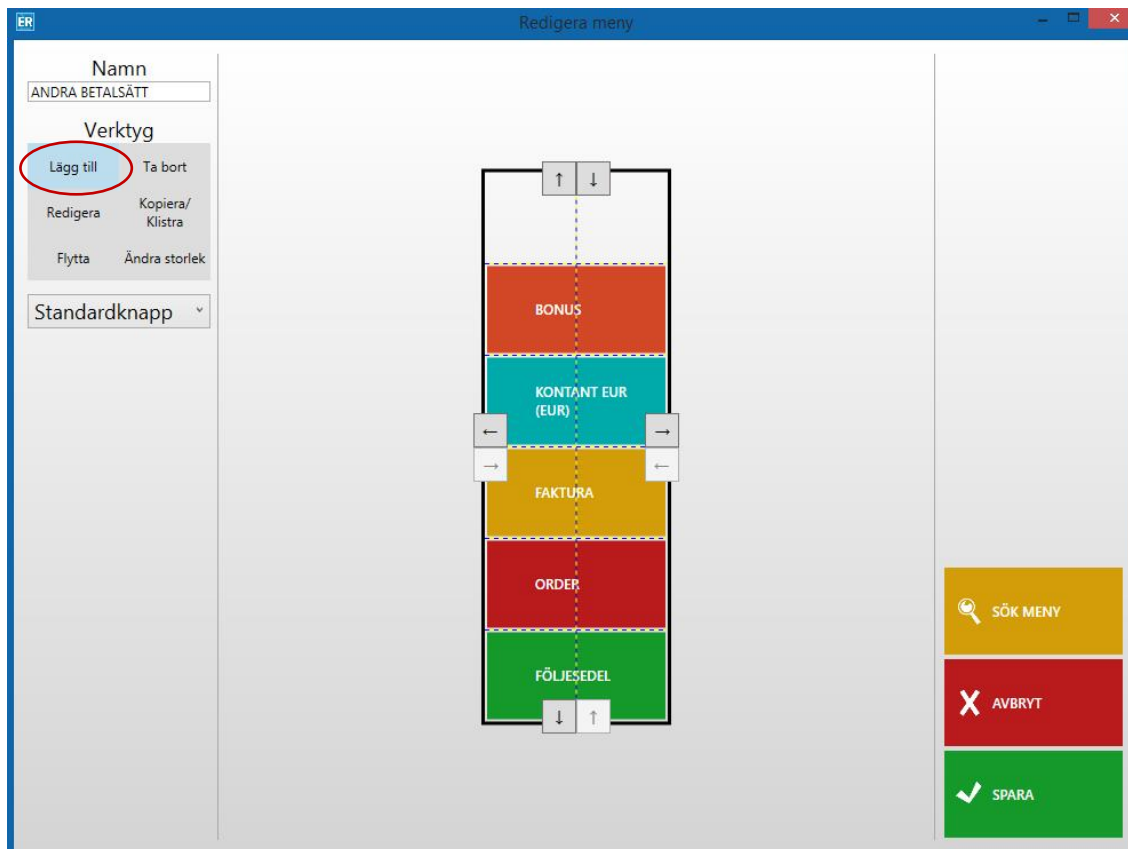 ER
Redigera meny
Namn
ANDRA BETALSÄTT
Verktyg
Lägg till
Ta bort
Redigera
Kopiera/
Klistra
Flytta
Ändra storlek
Standardknapp
↑ ↓
BONUS
KONTANT EUR
(EUR)
← →
→ ←
FAKTURA
ORDER
FÖLJESEDEL
↓ ↑
SÖK MENY
AVBRYT
SPARA